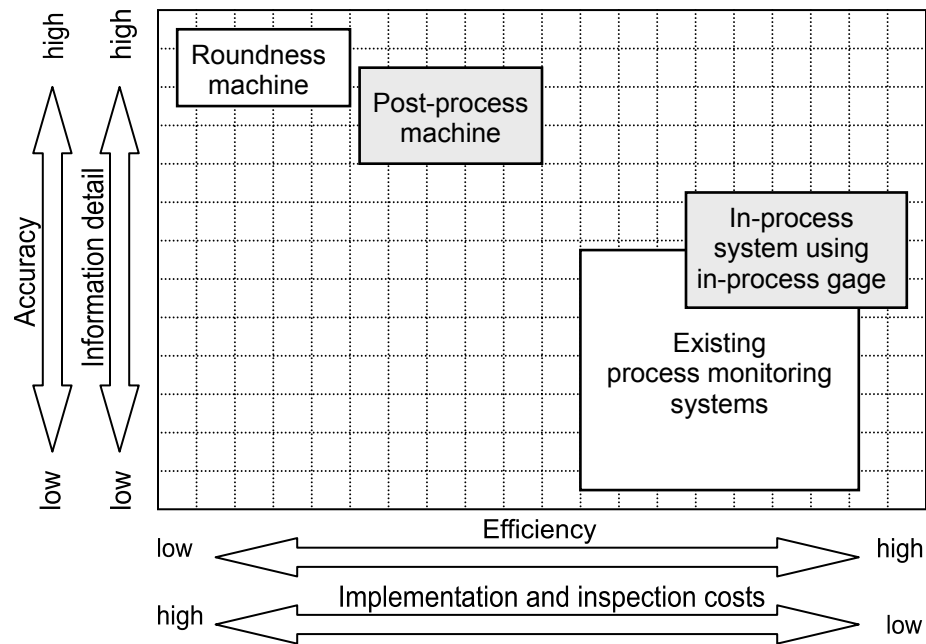 high
high
Accuracy
Information detail
low
low
Roundness
machine
Post-process
machine
In-process
system using
in-process gage
Existing
process monitoring
systems
Efficiency
low
high
Implementation and inspection costs
high
low